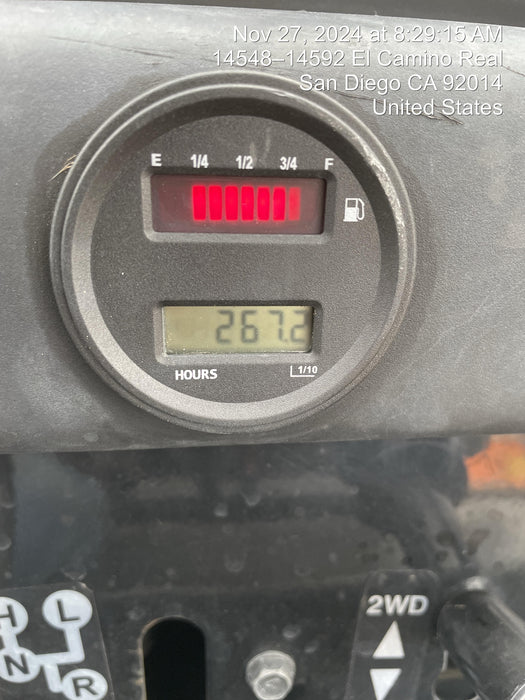 Nov 27, 2024 at 8:29:15 AM
14548–14592 El Camino Real
San Diego CA 92014
United States
E 1/4 1/2 3/4 F
267.2
HOURS 1/10
2WD
H L
N R